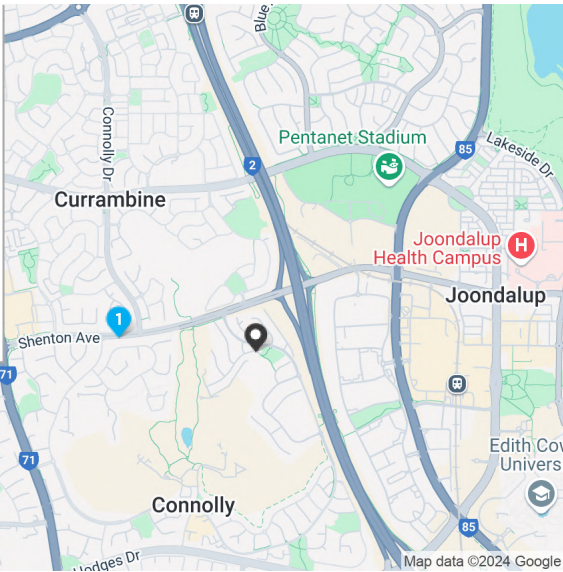 Blue
Pentanet Stadium
85
Lakeside Dr
2
Connolly Dr
Currambine
Joondalup
Health Campus
H
Joondalup
1
Shenton Ave
71
71
Edith Cow
Univers
Connolly
85
Hodges Dr
Map data ©2024 Google